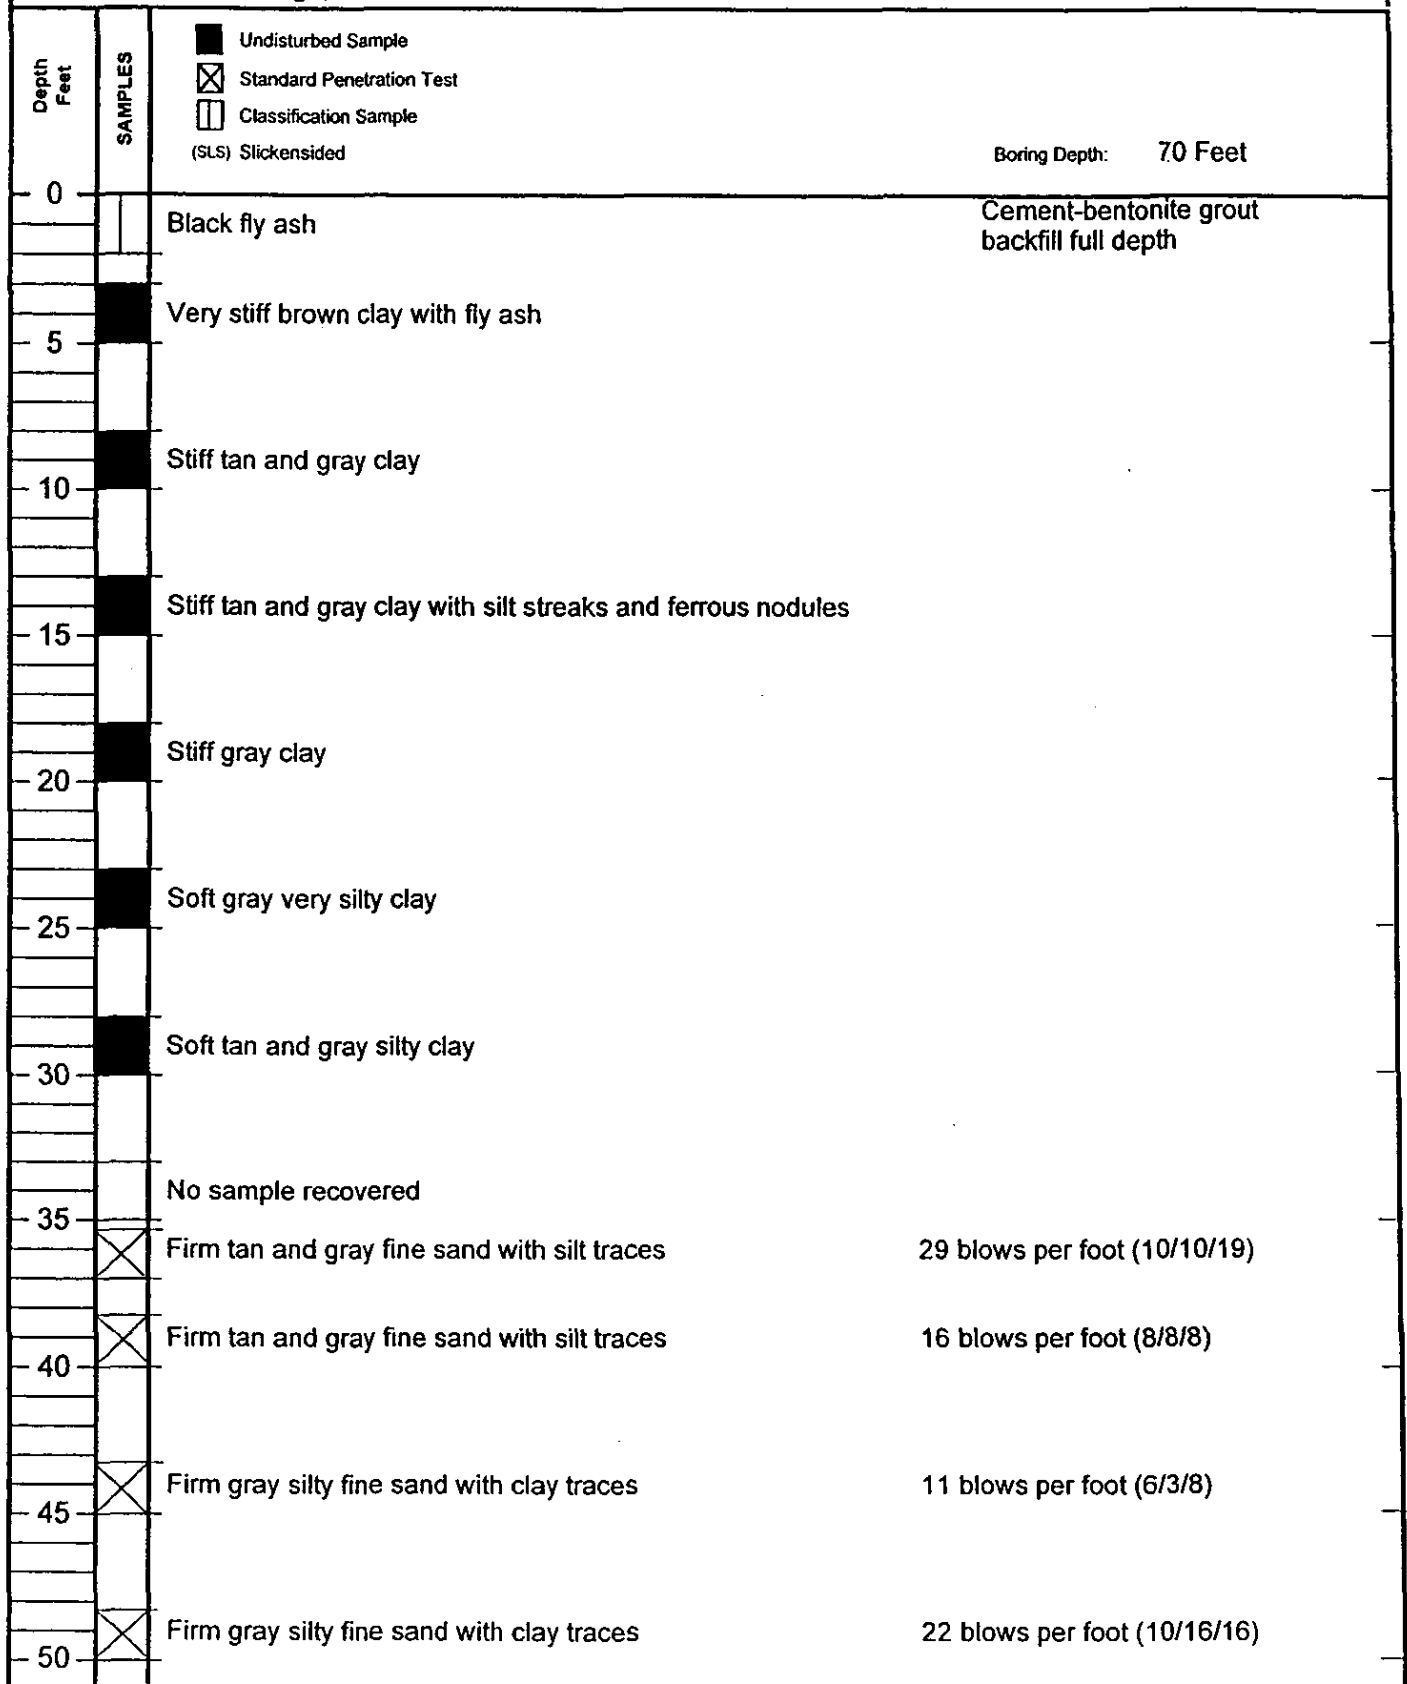 Depth
Feet
SAMPLES
Undisturbed Sample
Standard Penetration Test
Classification Sample
(SLS) Slickensided
Boring Depth: 70 Feet
0
Black fly ash
Cement-bentonite grout
backfill full depth
Very stiff brown clay with fly ash
5
Stiff tan and gray clay
10
Stiff tan and gray clay with silt streaks and ferrous nodules
15
Stiff gray clay
20
Soft gray very silty clay
25
Soft tan and gray silty clay
30
No sample recovered
35
Firm tan and gray fine sand with silt traces 29 blows per foot (10/10/19)
Firm tan and gray fine sand with silt traces 16 blows per foot (8/8/8)
40
Firm gray silty fine sand with clay traces 11 blows per foot (6/3/8)
45
Firm gray silty fine sand with clay traces 22 blows per foot (10/16/16)
50